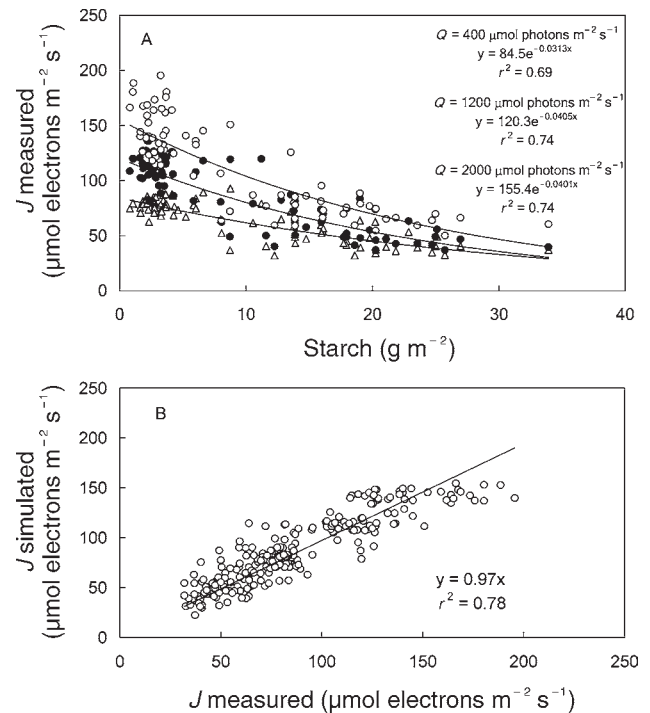 A
Q = 400 μmol photons m⁻² s⁻¹
y = 84.5e^−0.0313x
r² = 0.69
Q = 1200 μmol photons m⁻² s⁻¹
y = 120.3e^−0.0405x
r² = 0.74
Q = 2000 μmol photons m⁻² s⁻¹
y = 155.4e^−0.0401x
r² = 0.74
J measured
(μmol electrons m⁻² s⁻¹)
250
200
150
100
50
0
0 10 20 30 40
Starch (g m⁻²)
B
J simulated
(μmol electrons m⁻² s⁻¹)
250
200
150
100
50
0
y = 0.97x
r² = 0.78
0 50 100 150 200 250
J measured (μmol electrons m⁻² s⁻¹)